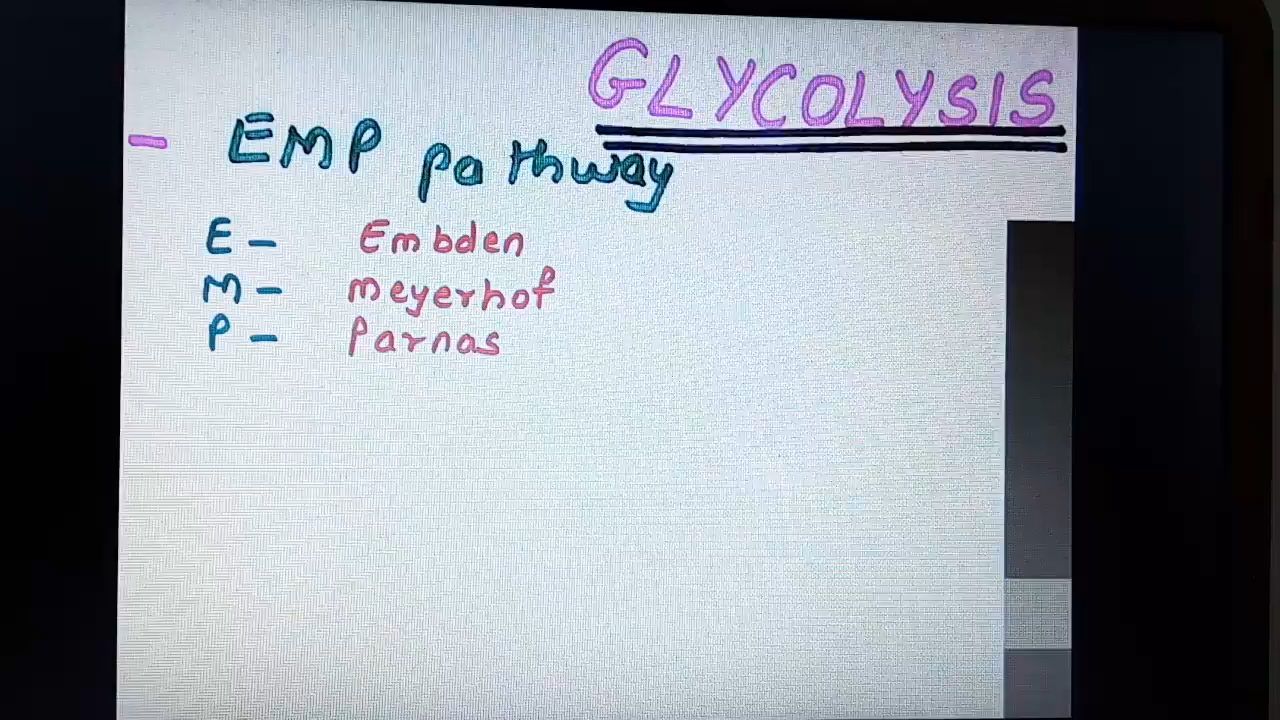 GLYCOLYSIS
- EMP pathway
E - Embden
M - Meyerhof
P - Parnas